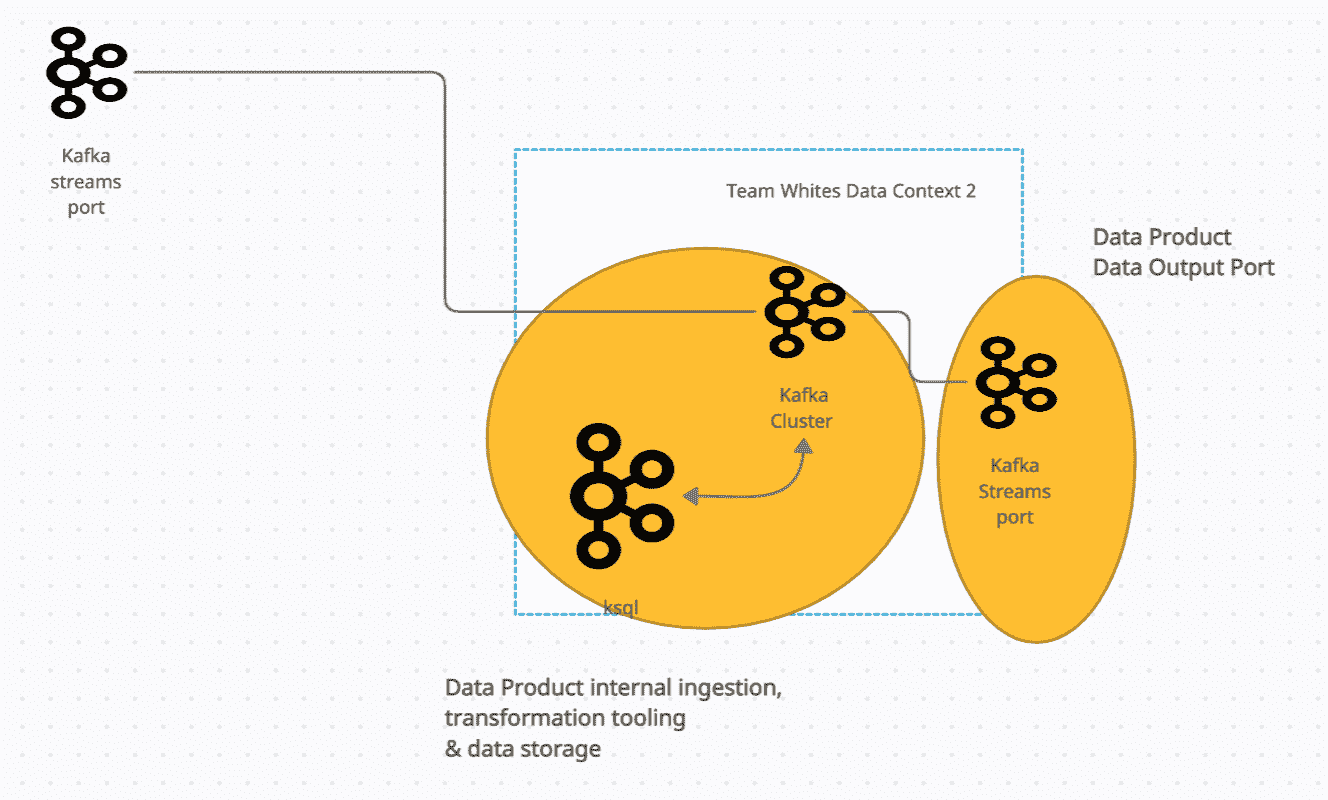 Kafka
streams
port
Team Whites Data Context 2
Data Product
Data Output Port
Kafka
Cluster
Kafka
Streams
port
ksql
Data Product internal ingestion,
transformation tooling
& data storage